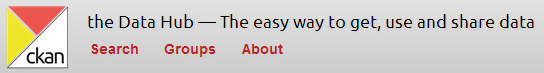 ckan
the Data Hub — The easy way to get, use and share data
Search Groups About